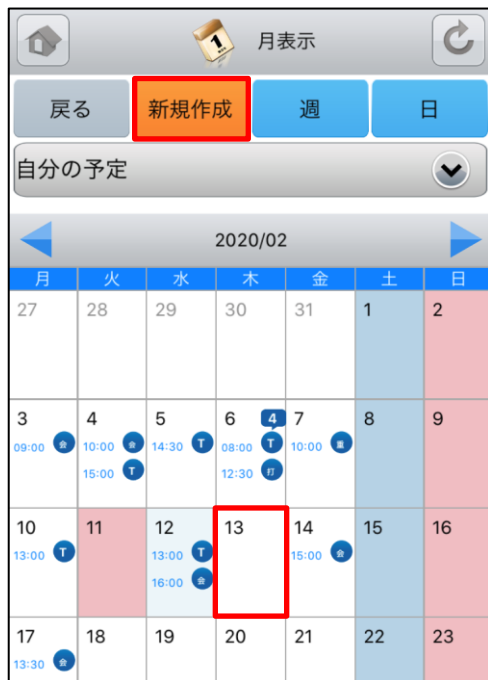 1 月表示
戻る 新規作成 週 日
自分の予定
2020/02
月 火 水 木 金 土 日
27 28 29 30 31 1 2
3 4 5 6 4 7 8 9
09:00 会 10:00 会 14:30 T 08:00 T 10:00 重
15:00 T 12:30 打
10 11 12 13 14 15 16
13:00 T 13:00 T 15:00 会
16:00 会
17 18 19 20 21 22 23
13:30 会